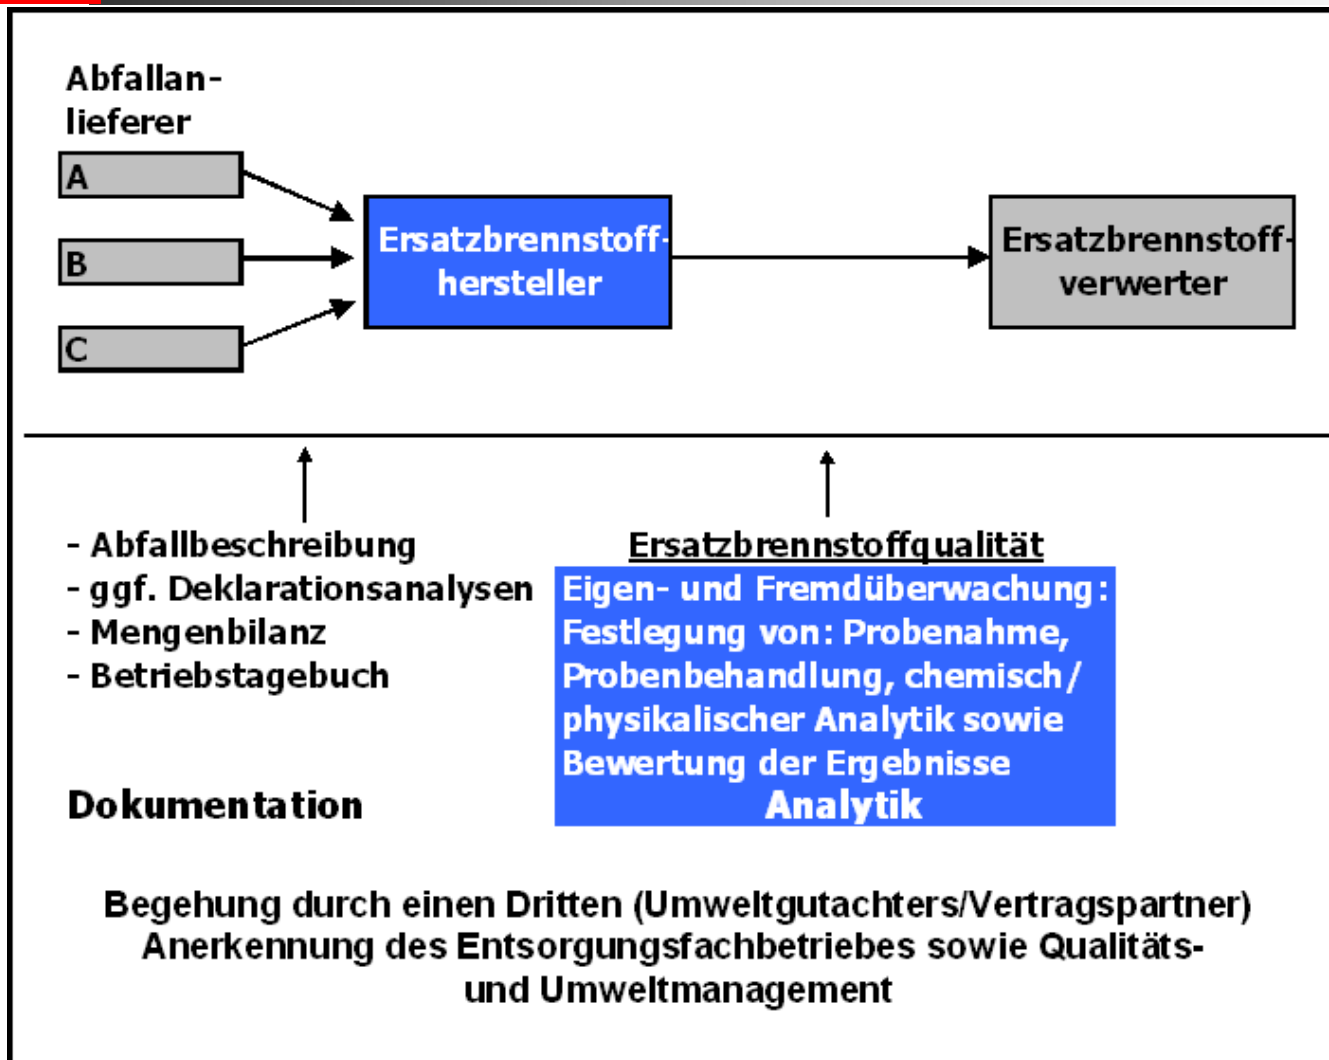 Abfallan-
lieferer
A
B
C
Ersatzbrennstoff-
hersteller
Ersatzbrennstoff-
verwerter
- Abfallbeschreibung
- ggf. Deklarationsanalysen
- Mengenbilanz
- Betriebstagebuch
Dokumentation
Ersatzbrennstoffqualität
Eigen- und Fremdüberwachung:
Festlegung von: Probenahme,
Probenbehandlung, chemisch/
physikalischer Analytik sowie
Bewertung der Ergebnisse
Analytik
Begehung durch einen Dritten (Umweltgutachters/Vertragspartner)
Anerkennung des Entsorgungsfachbetriebes sowie Qualitäts-
und Umweltmanagement